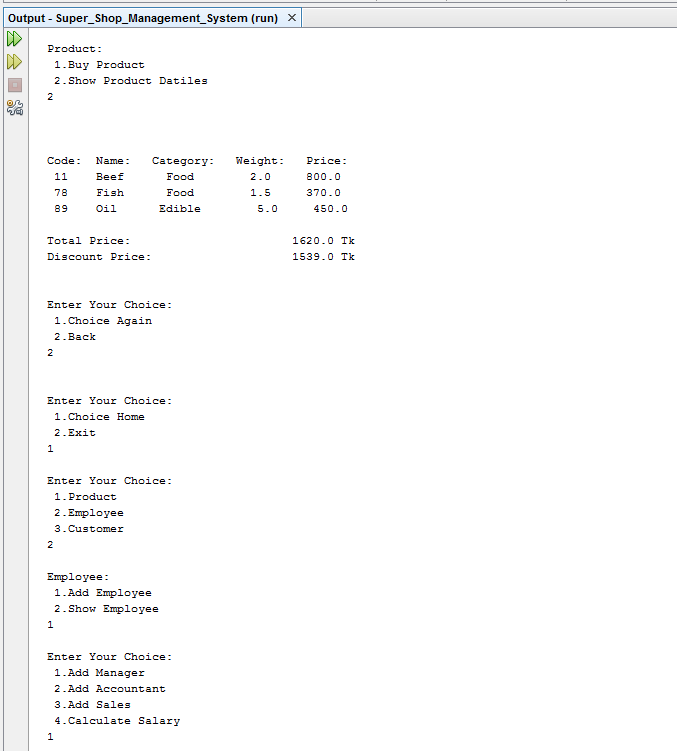 Output - Super_Shop_Management_System (run) ×
Product:
1.Buy Product
2.Show Product Datiles
2
Code: Name: Category: Weight: Price:
11 Beef Food 2.0 800.0
78 Fish Food 1.5 370.0
89 Oil Edible 5.0 450.0
Total Price: 1620.0 Tk
Discount Price: 1539.0 Tk
Enter Your Choice:
1.Choice Again
2.Back
2
Enter Your Choice:
1.Choice Home
2.Exit
1
Enter Your Choice:
1.Product
2.Employee
3.Customer
2
Employee:
1.Add Employee
2.Show Employee
1
Enter Your Choice:
1.Add Manager
2.Add Accountant
3.Add Sales
4.Calculate Salary
1